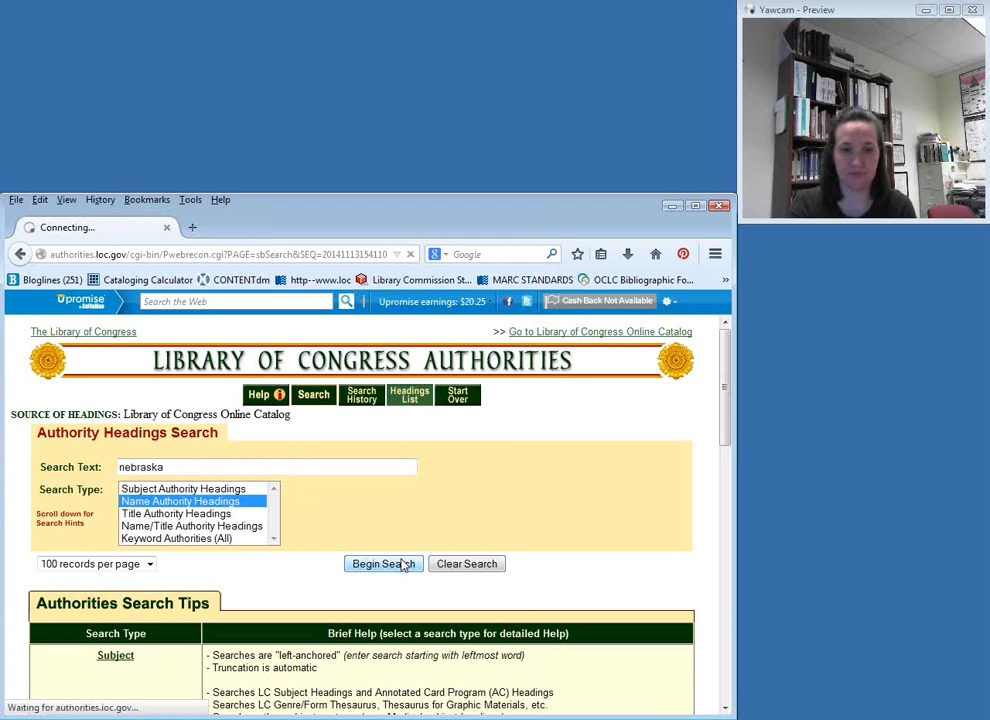 Yawcam - Preview
File Edit View History Bookmarks Tools Help
Connecting...
authorities.loc.gov/cgi-bin/Pwebrecon.cgi?PAGE=sbSearch&SEQ=20141113154110
Google
Bloglines (251) Cataloging Calculator CONTENTdm http--www.loc Library Commission St... MARC STANDARDS OCLC Bibliographic Fo...
Upromise Search the Web Upromise earnings: $20.25 Cash Back Not Available
The Library of Congress >> Go to Library of Congress Online Catalog
LIBRARY OF CONGRESS AUTHORITIES
Help Search Search History Headings List Start Over
SOURCE OF HEADINGS: Library of Congress Online Catalog
Authority Headings Search
Search Text: nebraska
Search Type: Subject Authority Headings
Name Authority Headings
Scroll down for Search Hints
Title Authority Headings
Name/Title Authority Headings
Keyword Authorities (All)
100 records per page Begin Search Clear Search
Authorities Search Tips
Search Type Brief Help (select a search type for detailed Help)
Subject - Searches are "left-anchored" (enter search starting with leftmost word)
- Truncation is automatic
- Searches LC Subject Headings and Annotated Card Program (AC) Headings
- Searches LC Genre/Form Thesaurus, Thesaurus for Graphic Materials, etc.
Waiting for authorities.loc.gov...